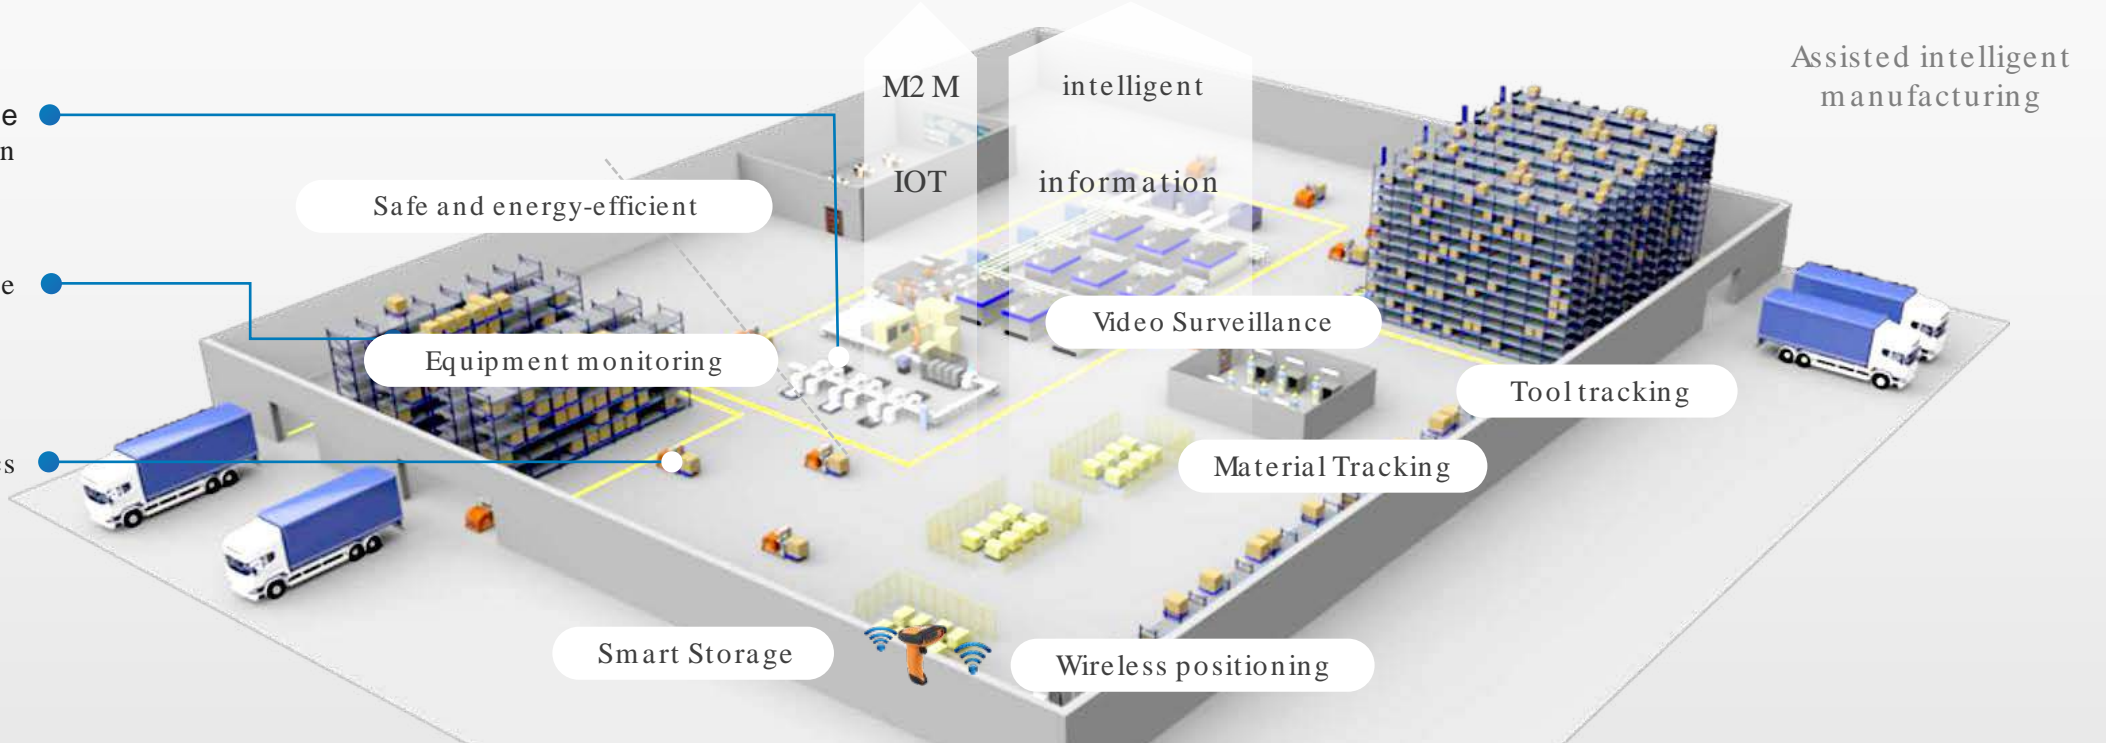 Assisted intelligent
manufacturing
M2M
intelligent
IOT
information
Safe and energy-efficient
Video Surveillance
Equipment monitoring
Tool tracking
Material Tracking
Smart Storage
Wireless positioning